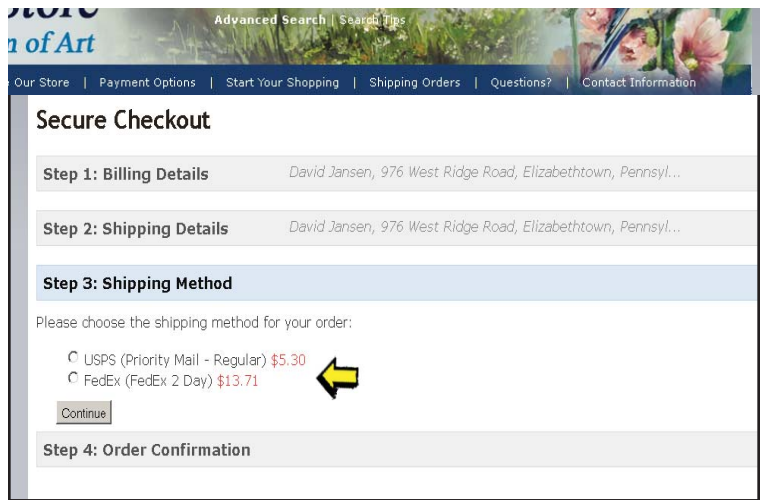 Store
n of Art
Advanced Search | Search Tips
Our Store | Payment Options | Start Your Shopping | Shipping Orders | Questions? | Contact Information
Secure Checkout
Step 1: Billing Details David Jansen, 976 West Ridge Road, Elizabethtown, Pennsyl...
Step 2: Shipping Details David Jansen, 976 West Ridge Road, Elizabethtown, Pennsyl...
Step 3: Shipping Method
Please choose the shipping method for your order:
USPS (Priority Mail - Regular) $5.30
FedEx (FedEx 2 Day) $13.71
Continue
Step 4: Order Confirmation